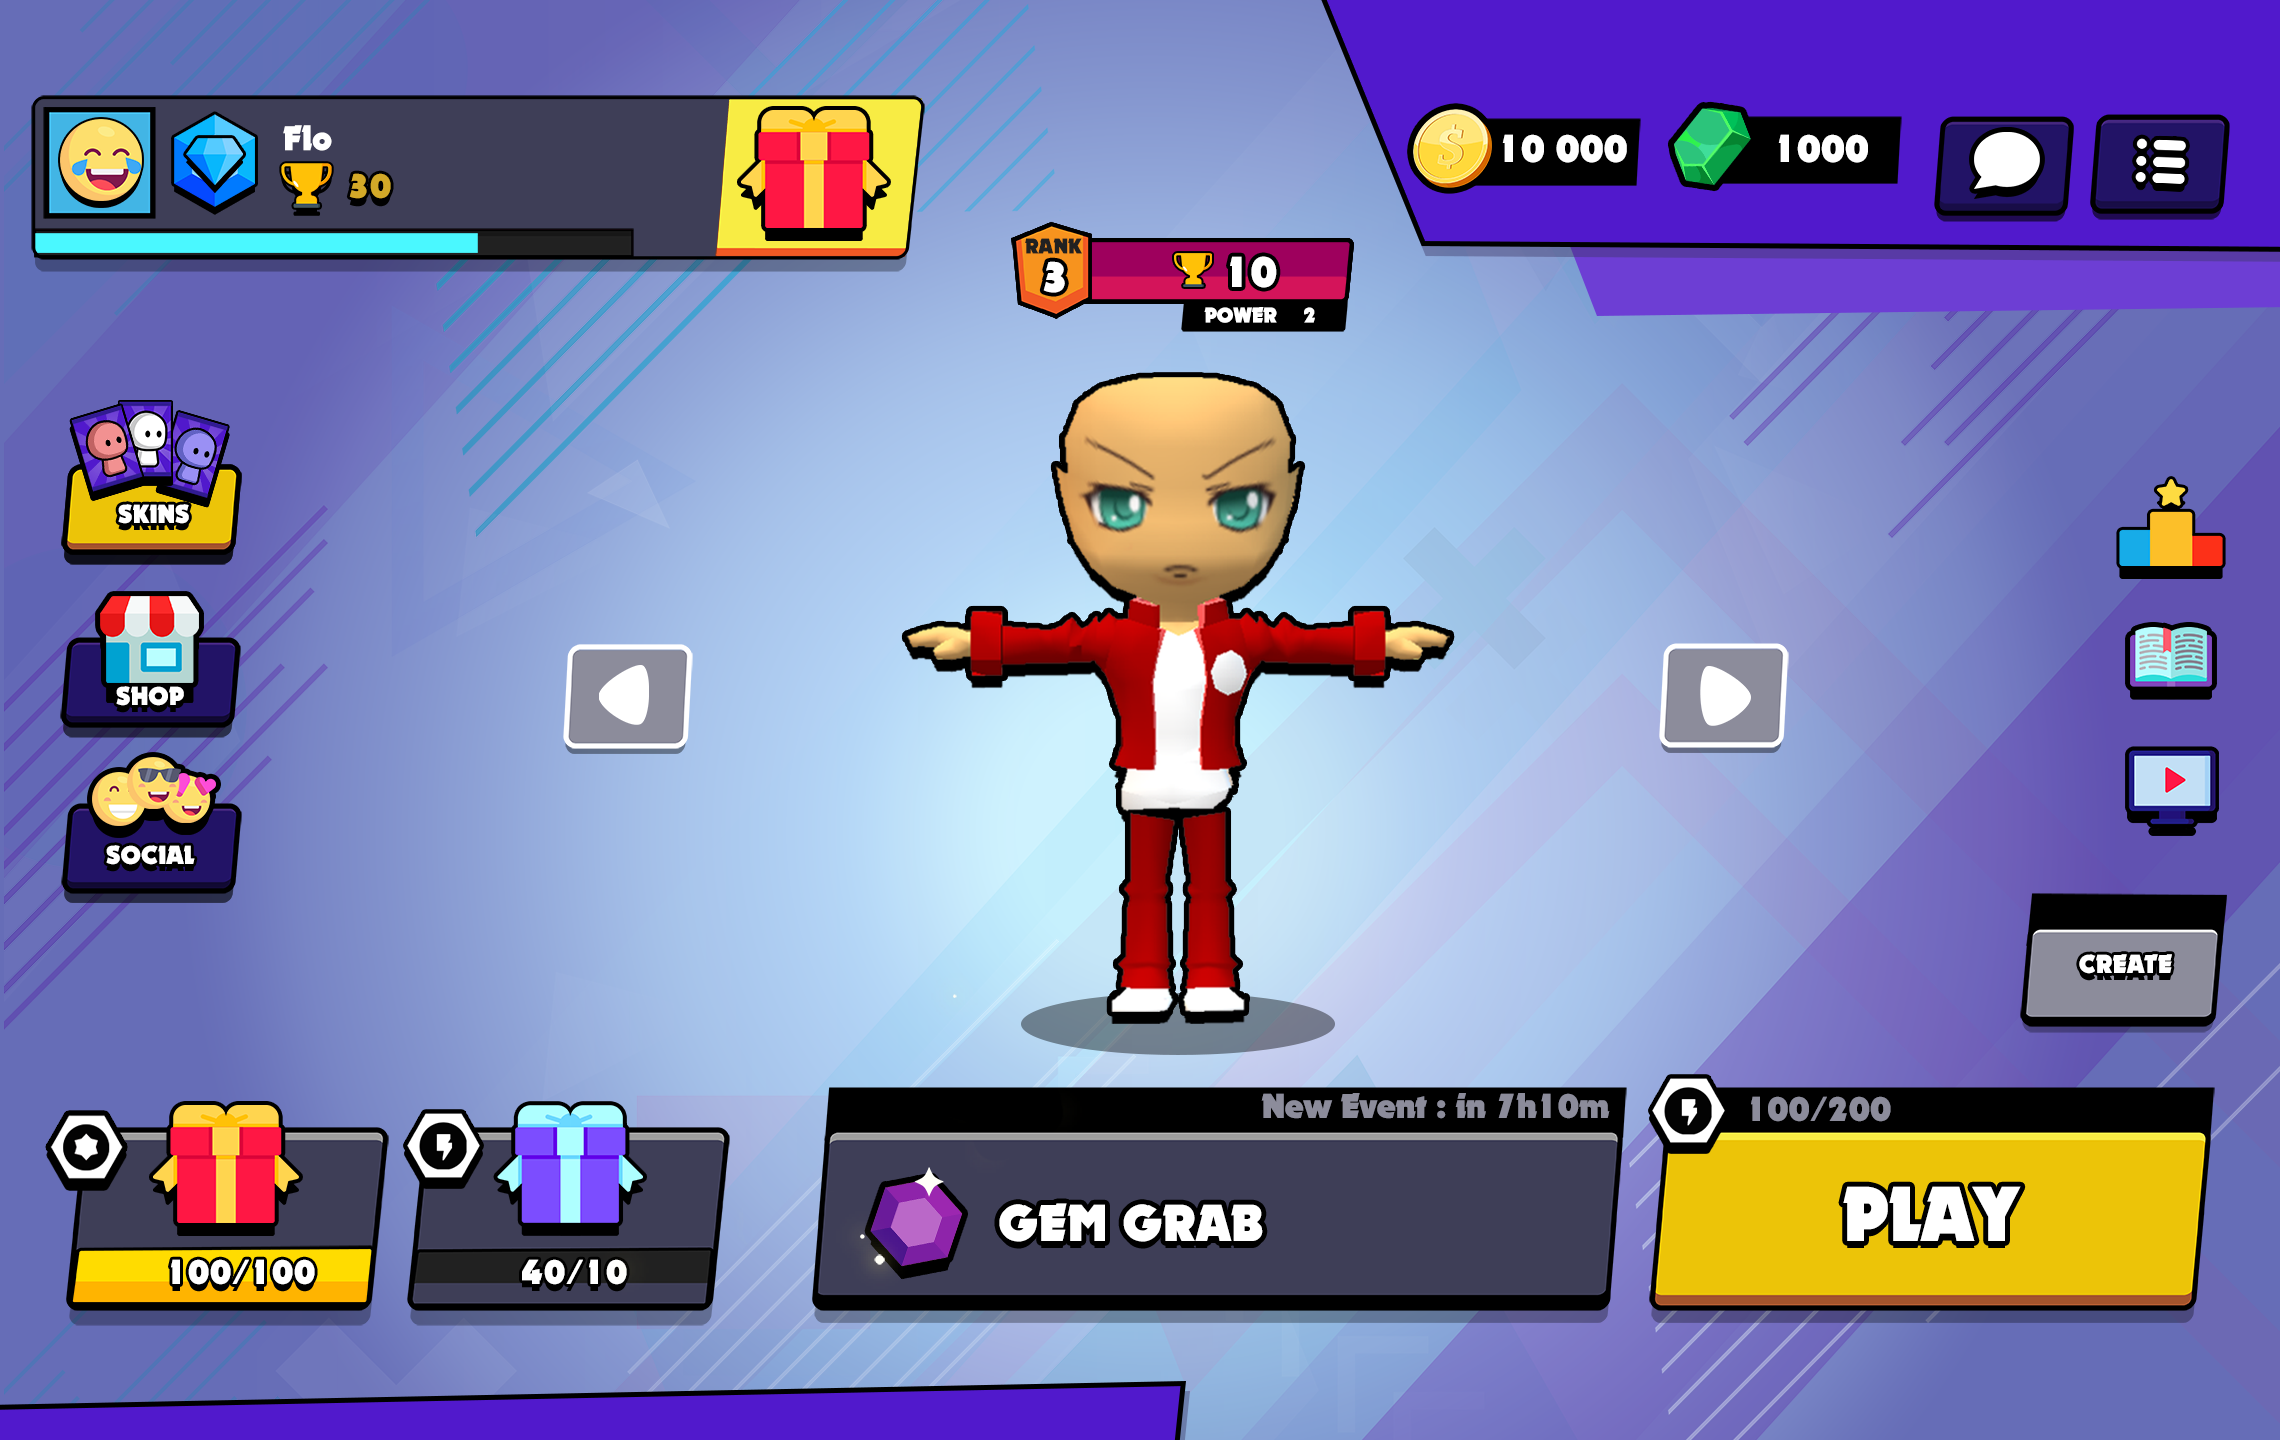 Flo
30
10 000
1000
RANK
3
10
POWER 2
SKINS
SHOP
SOCIAL
CREATE
New Event : in 7h10m
GEM GRAB
100/200
PLAY
100/100
40/10